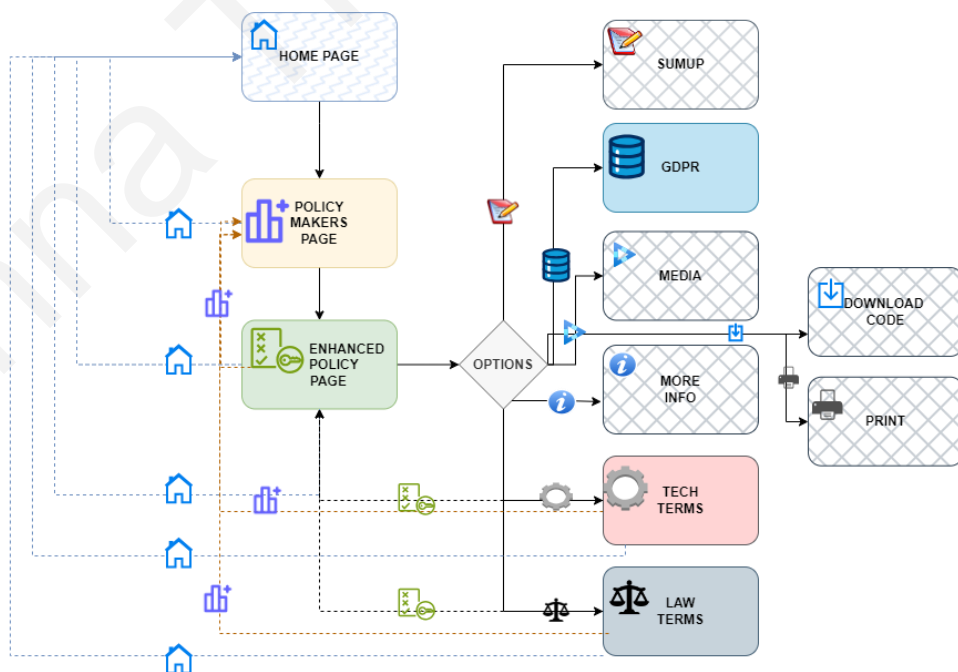 HOME PAGE
SUMUP
GDPR
POLICY
MAKERS
PAGE
MEDIA
DOWNLOAD
CODE
ENHANCED
POLICY
PAGE
OPTIONS
MORE
INFO
PRINT
TECH
TERMS
LAW
TERMS